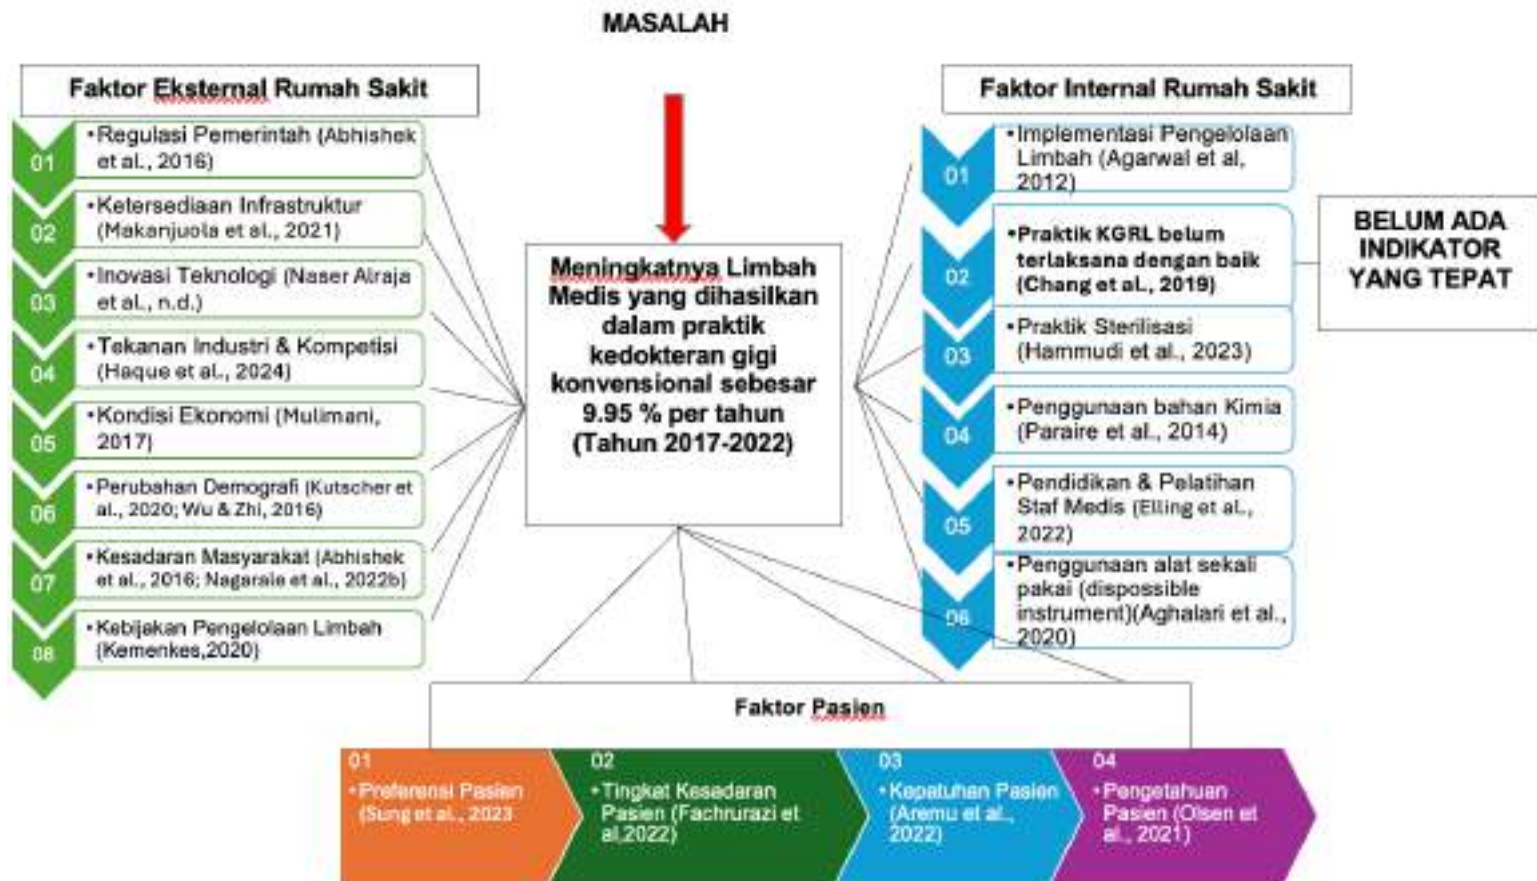 MASALAH
Faktor Eksternal Rumah Sakit
01
•Regulasi Pemerintah (Abhishek
et al., 2016)
02
•Ketersediaan Infrastruktur
(Makanjuola et al., 2021)
03
•Inovasi Teknologi (Naser Alraja
et al., n.d.)
04
•Tekanan Industri & Kompetisi
(Haque et al., 2024)
05
•Kondisi Ekonomi (Mulimani,
2017)
06
•Perubahan Demografi (Kutscher et
al., 2020; Wu & Zhi, 2016)
07
•Kesadaran Masyarakat (Abhishek
et al., 2016; Nagaraie et al., 2022b)
08
•Kebijakan Pengelolaan Limbah
(Kemenkes,2020)
Meningkatnya Limbah
Medis yang dihasilkan
dalam praktik
kedokteran gigi
konvensional sebesar
9.95 % per tahun
(Tahun 2017-2022)
Faktor Internal Rumah Sakit
01
•Implementasi Pengelolaan
Limbah (Agarwal et al,
2012)
02
•Praktik KGRL belum
terlaksana dengan baik
(Chang et al., 2019)
03
•Praktik Sterilisasi
(Hammudi et al., 2023)
04
•Penggunaan bahan Kimia
(Paraire et al., 2014)
05
•Pendidikan & Pelatihan
Staf Medis (Elling et al.,
2022)
06
•Penggunaan alat sekali
pakai (dispossible
instrument)(Aghalari et al.,
2020)
BELUM ADA
INDIKATOR
YANG TEPAT
Faktor Pasien
01
•Preferensi Pasien
(Sung et al., 2023
02
•Tingkat Kesadaran
Pasien (Fachrurazi et
al,2022)
03
•Kepatuhan Pasien
(Aremu et al.,
2022)
04
•Pengetahuan
Pasien (Olsen et
al., 2021)